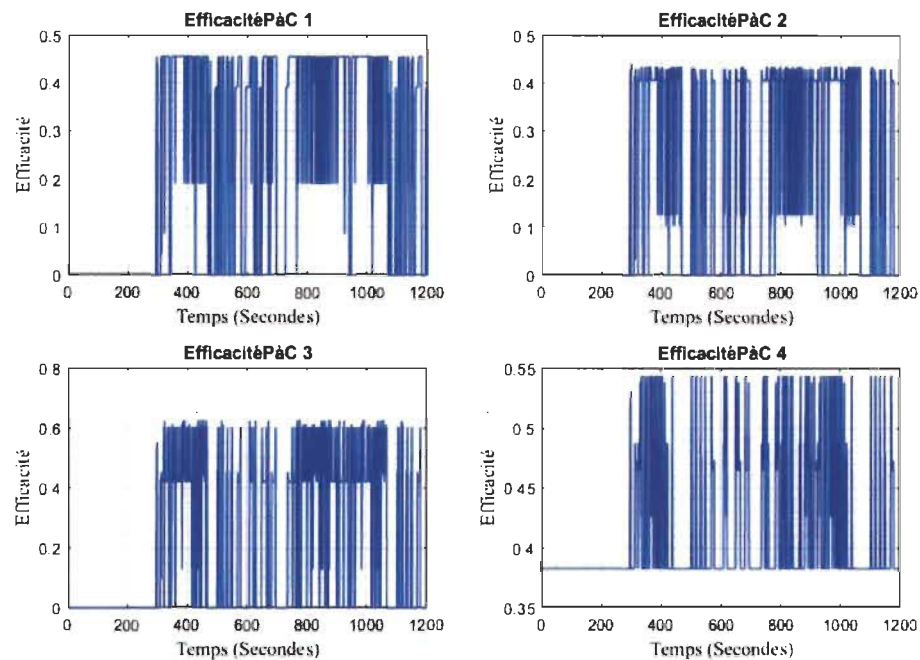 EfficacitéPàC 1
0.5
0.4
0.3
0.2
0.1
0
Efficacité
0 200 400 600 800 1000 1200
Temps (Secondes)
EfficacitéPàC 2
0.5
0.4
0.3
0.2
0.1
0
Efficacité
0 200 400 600 800 1000 1200
Temps (Secondes)
EfficacitéPàC 3
0.8
0.6
0.4
0.2
0
Efficacité
0 200 400 600 800 1000 1200
Temps (Secondes)
EfficacitéPàC 4
0.55
0.5
0.45
0.4
0.35
Efficacité
0 200 400 600 800 1000 1200
Temps (Secondes)